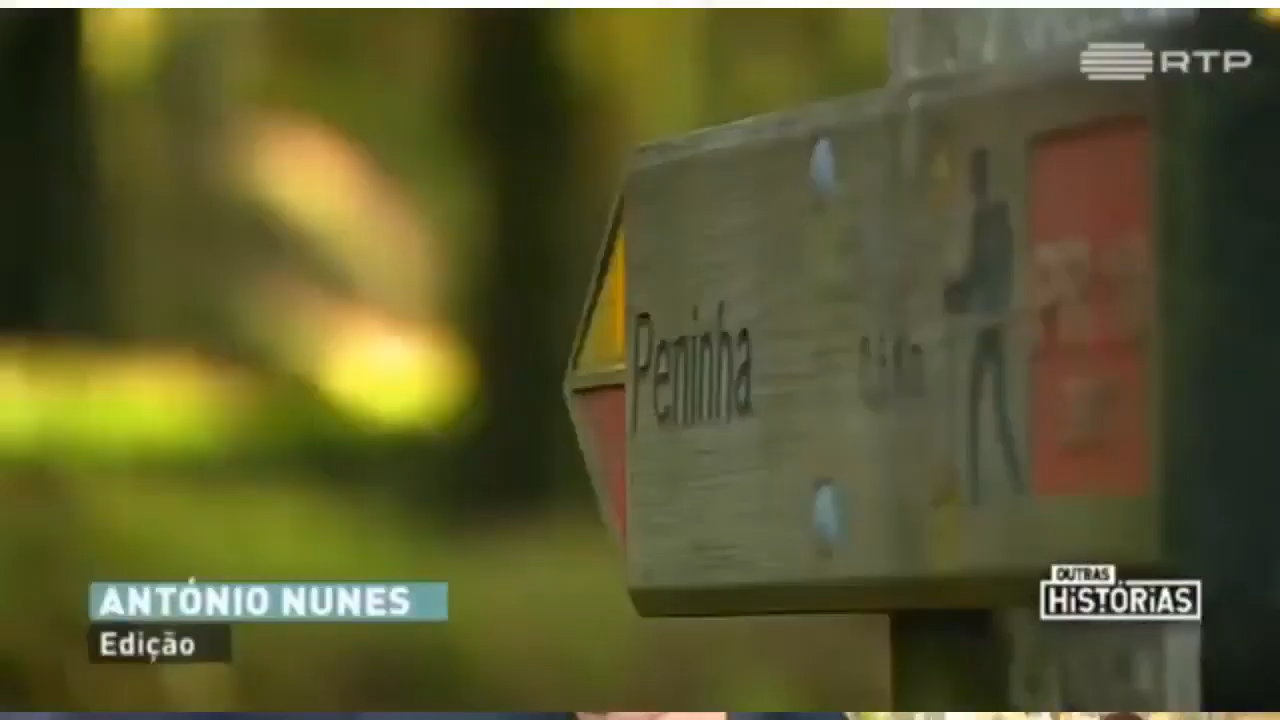 RTP
Peninha
OUTRAS
HiSTÓRiAS
ANTÓNIO NUNES
Edição